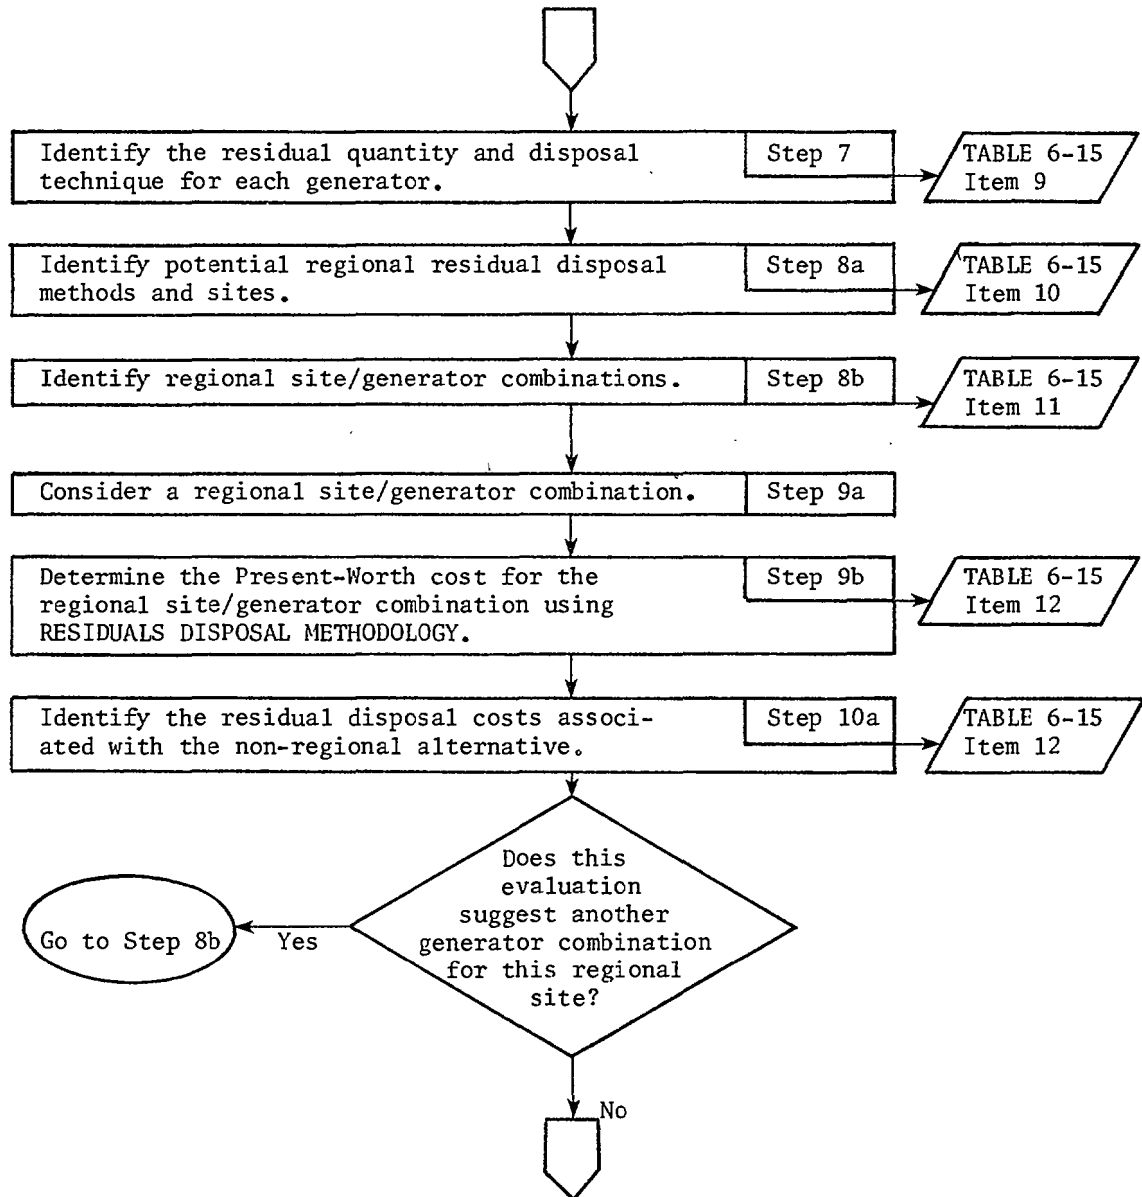 Identify the residual quantity and disposal
technique for each generator.
Step 7
TABLE 6-15
Item 9
Identify potential regional residual disposal
methods and sites.
Step 8a
TABLE 6-15
Item 10
Identify regional site/generator combinations.
Step 8b
TABLE 6-15
Item 11
Consider a regional site/generator combination.
Step 9a
Determine the Present-Worth cost for the
regional site/generator combination using
RESIDUALS DISPOSAL METHODOLOGY.
Step 9b
TABLE 6-15
Item 12
Identify the residual disposal costs associ-
ated with the non-regional alternative.
Step 10a
TABLE 6-15
Item 12
Does this
evaluation
suggest another
generator combination
for this regional
site?
Yes
Go to Step 8b
No